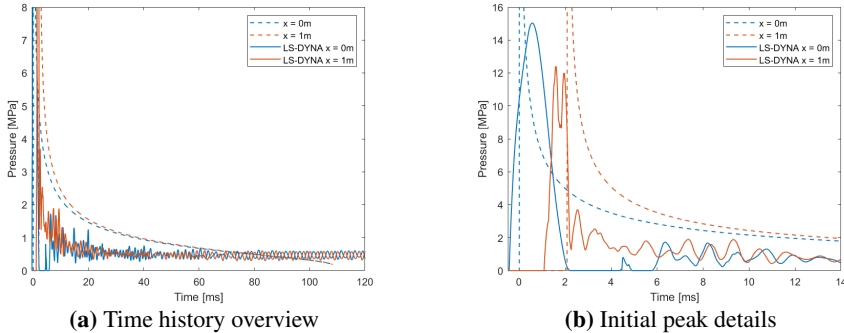 x = 0m
x = 1m
LS-DYNA x = 0m
LS-DYNA x = 1m
8
7
6
5
4
3
2
1
0
Pressure [MPa]
0
20
40
60
80
100
120
Time [ms]
(a) Time history overview
x = 0m
x = 1m
LS-DYNA x = 0m
LS-DYNA x = 1m
16
14
12
10
8
6
4
2
0
Pressure [MPa]
0
2
4
6
8
10
12
14
Time [ms]
(b) Initial peak details